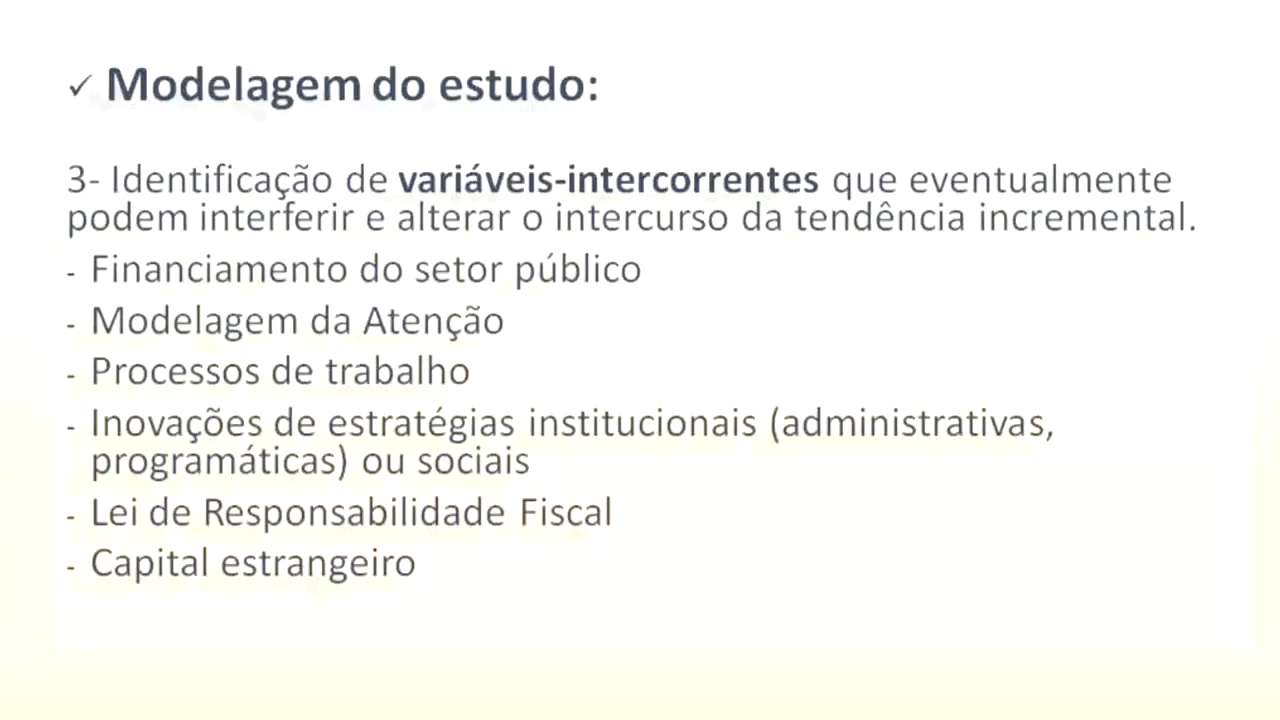 ✓ Modelagem do estudo:
3- Identificação de variáveis-intercorrentes que eventualmente
podem interferir e alterar o intercurso da tendência incremental.
- Financiamento do setor público
- Modelagem da Atenção
- Processos de trabalho
- Inovações de estratégias institucionais (administrativas,
programáticas) ou sociais
- Lei de Responsabilidade Fiscal
- Capital estrangeiro